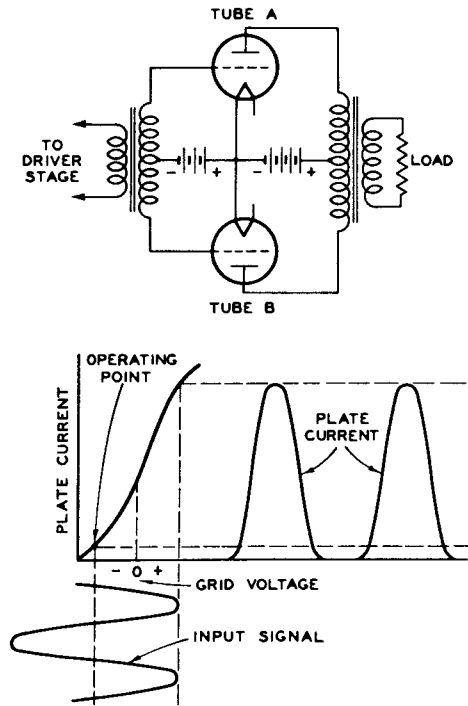 TUBE A
TO
DRIVER
STAGE
- +
- +
LOAD
TUBE B
OPERATING
POINT
PLATE CURRENT
PLATE
CURRENT
- 0 +
GRID VOLTAGE
INPUT SIGNAL